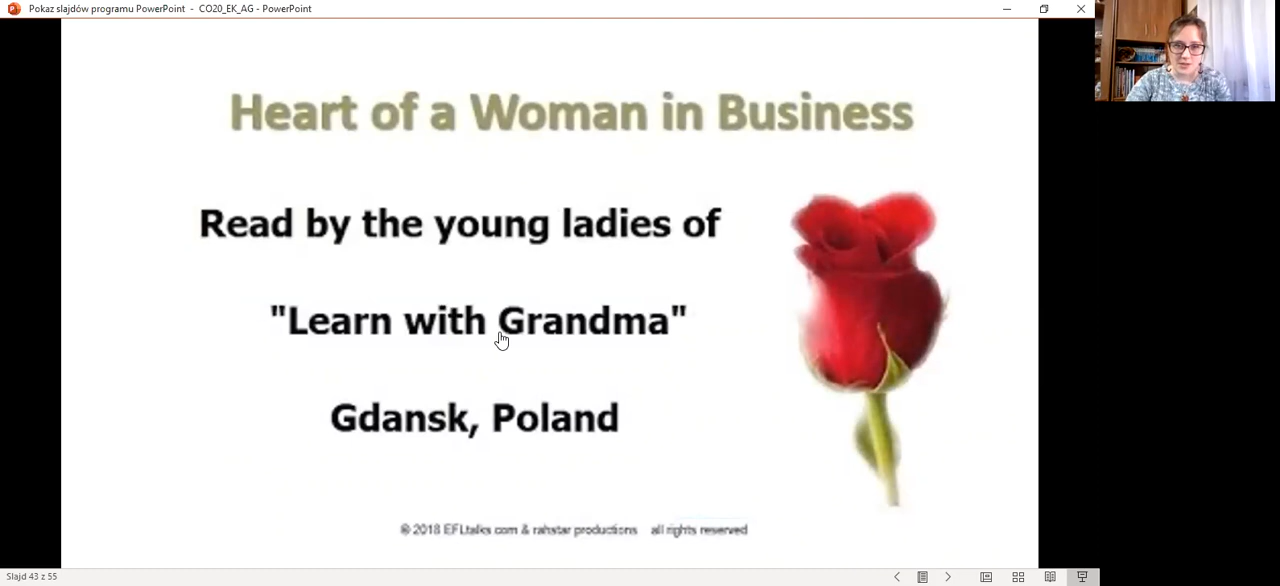 Pokaz slajdów programu PowerPoint - CO20_EK_AG - PowerPoint
Heart of a Woman in Business
Read by the young ladies of
"Learn with Grandma"
Gdansk, Poland
© 2018 EFLtalks.com & rahstar productions all rights reserved
Slajd 43 z 55